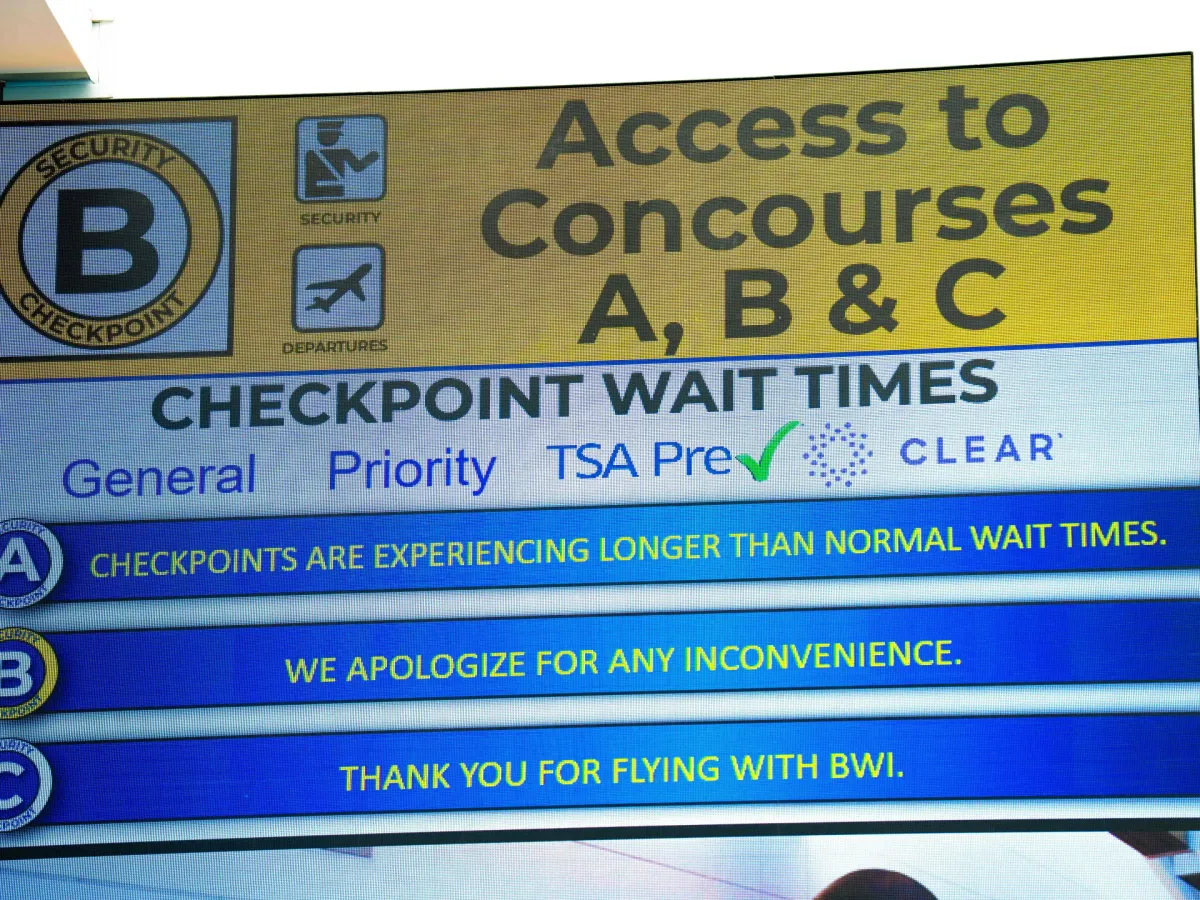 SECURITY
B
CHECKPOINT
SECURITY
DEPARTURES
Access to
Concourses
A, B & C
CHECKPOINT WAIT TIMES
General Priority TSA Pre✓ CLEAR
A CHECKPOINTS ARE EXPERIENCING LONGER THAN NORMAL WAIT TIMES.
B WE APOLOGIZE FOR ANY INCONVENIENCE.
C THANK YOU FOR FLYING WITH BWI.